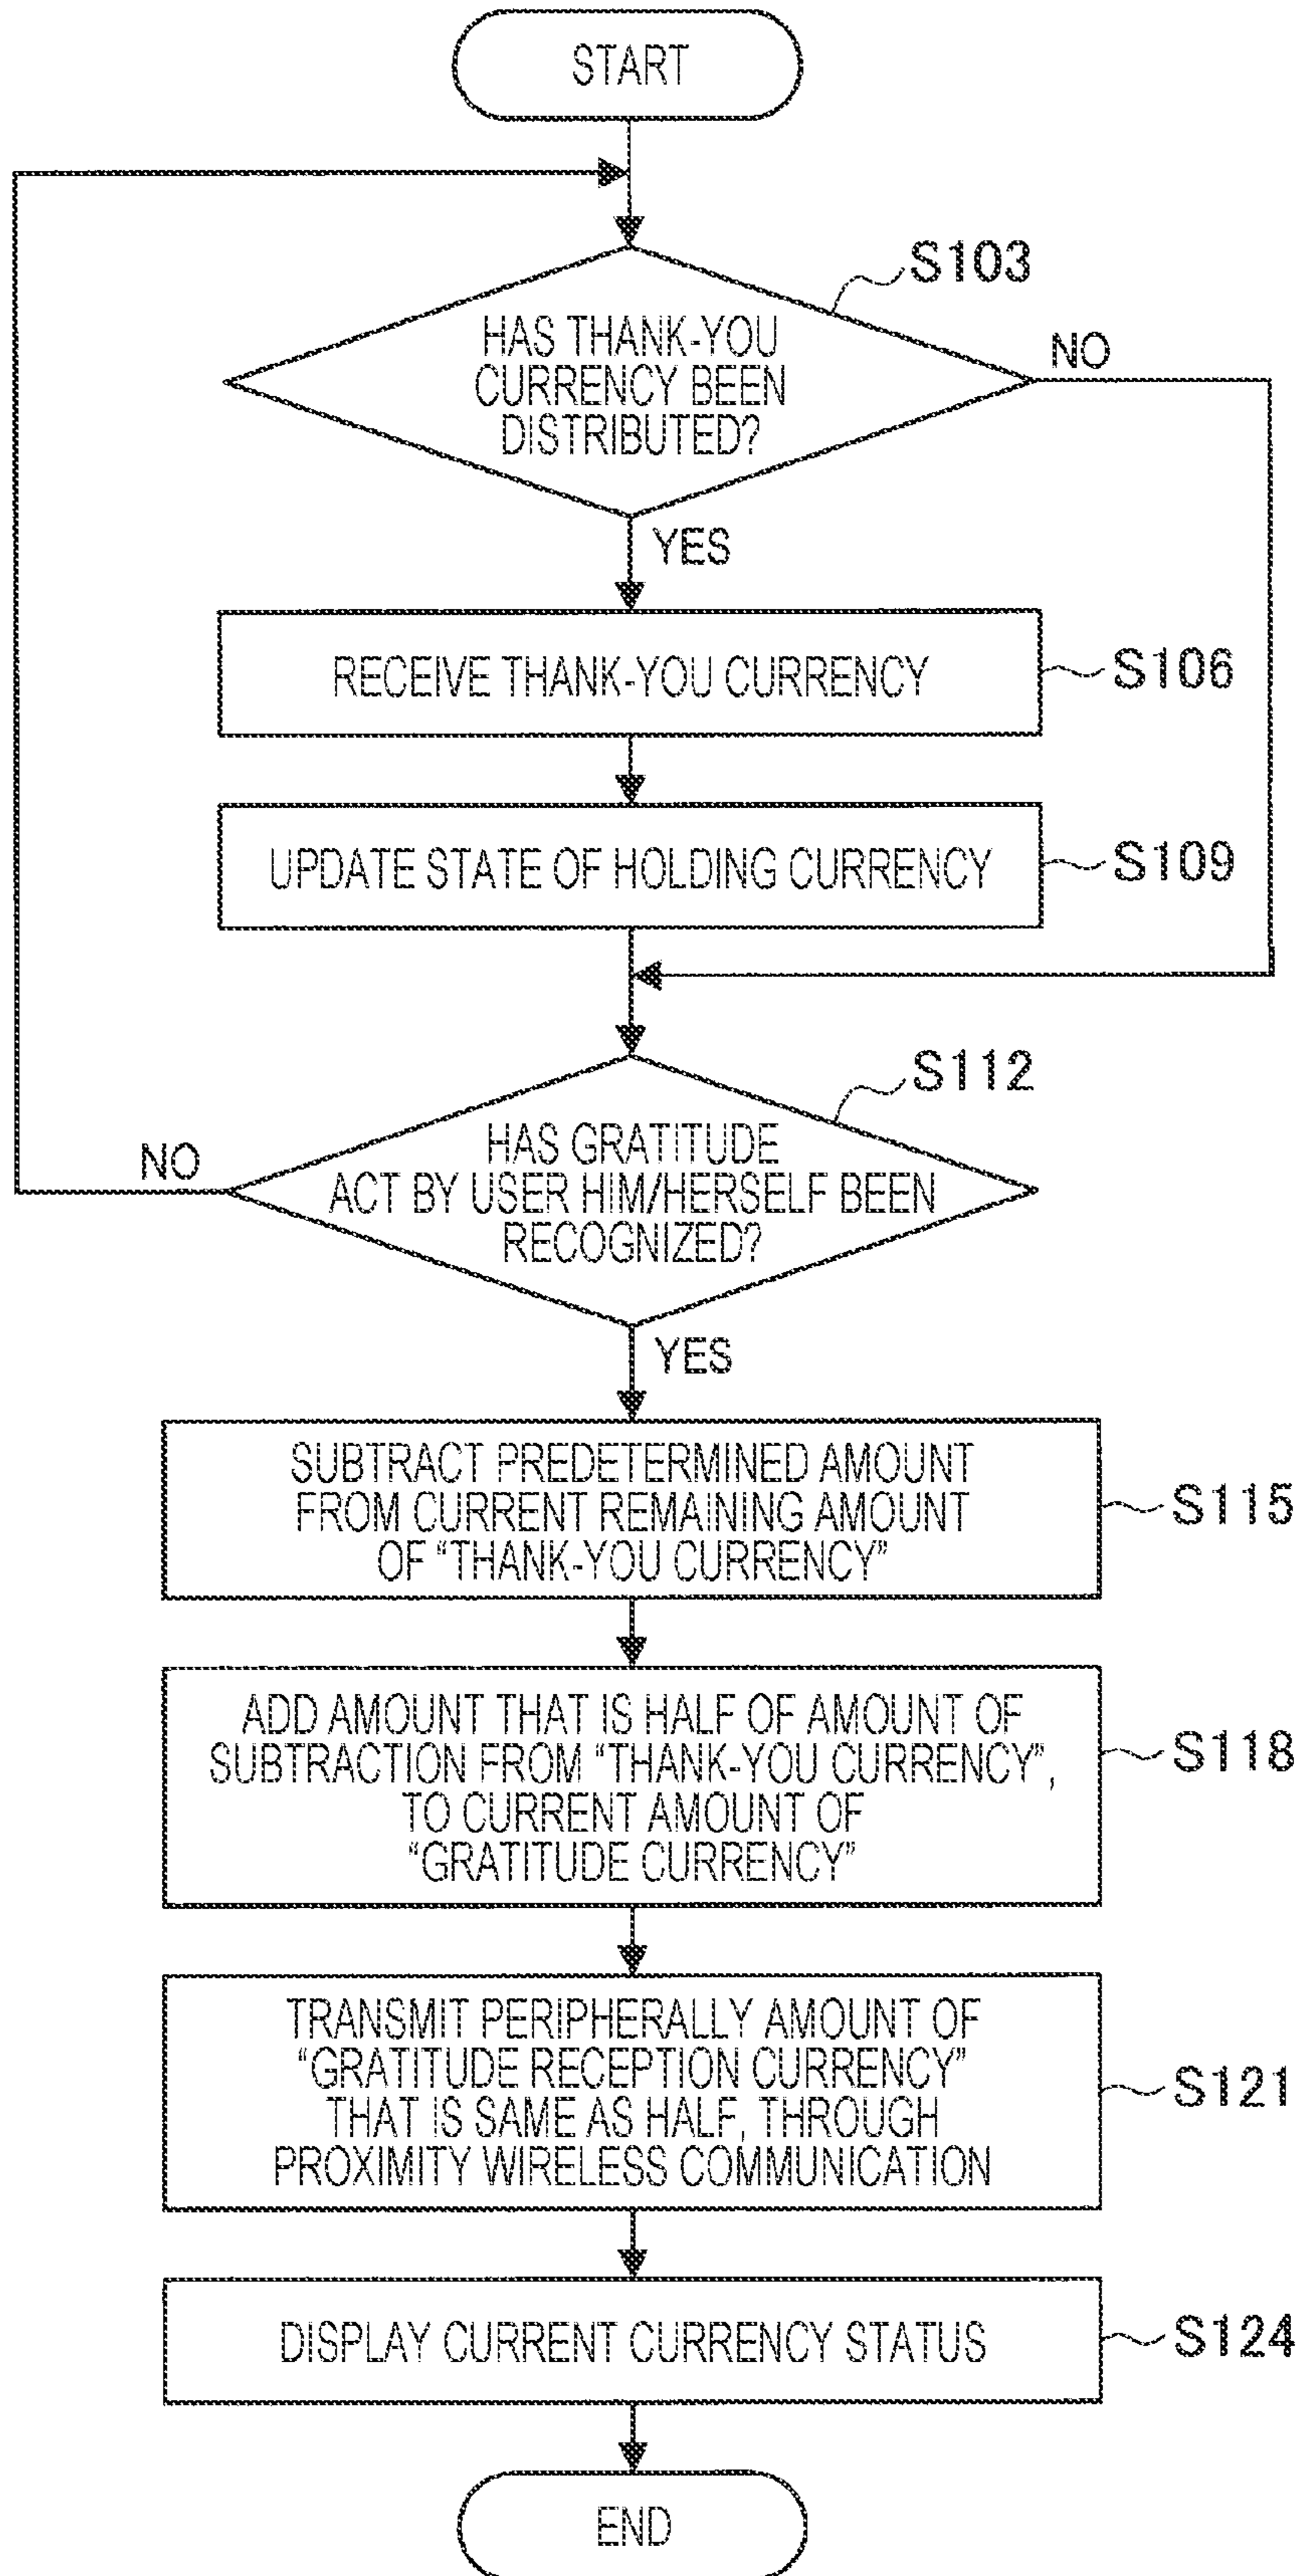 START
S103
HAS THANK-YOU
CURRENCY BEEN
DISTRIBUTED?
NO
YES
RECEIVE THANK-YOU CURRENCY
S106
UPDATE STATE OF HOLDING CURRENCY
S109
S112
HAS GRATITUDE
ACT BY USER HIM/HERSELF BEEN
RECOGNIZED?
NO
YES
SUBTRACT PREDETERMINED AMOUNT
FROM CURRENT REMAINING AMOUNT
OF “THANK-YOU CURRENCY”
S115
ADD AMOUNT THAT IS HALF OF AMOUNT OF
SUBTRACTION FROM “THANK-YOU CURRENCY”,
TO CURRENT AMOUNT OF
“GRATITUDE CURRENCY”
S118
TRANSMIT PERIPHERALLY AMOUNT OF
“GRATITUDE RECEPTION CURRENCY”
THAT IS SAME AS HALF, THROUGH
PROXIMITY WIRELESS COMMUNICATION
S121
DISPLAY CURRENT CURRENCY STATUS
S124
END